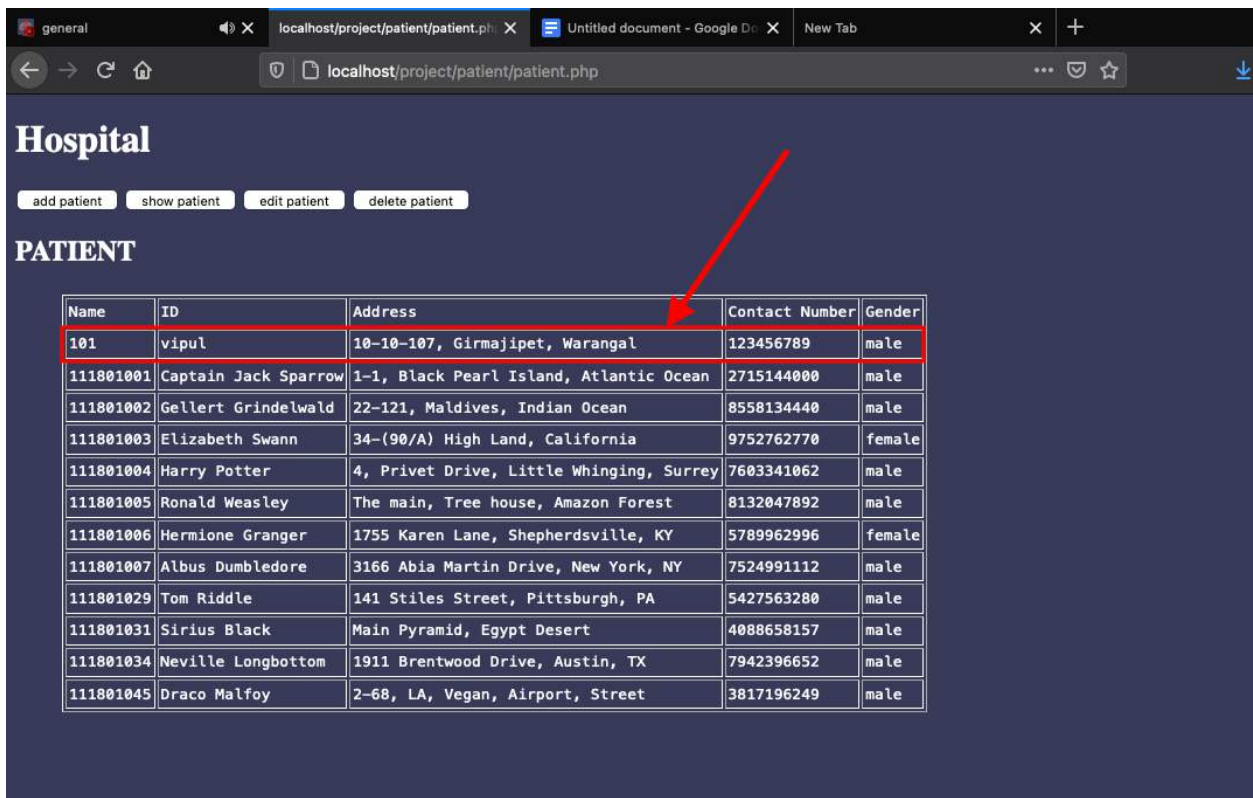 general localhost/project/patient/patient.ph Untitled document - Google Do New Tab
localhost/project/patient/patient.php
Hospital
add patient show patient edit patient delete patient
PATIENT
Name ID Address Contact Number Gender
101 vipul 10-10-107, Girmajipet, Warangal 123456789 male
111801001 Captain Jack Sparrow 1-1, Black Pearl Island, Atlantic Ocean 2715144000 male
111801002 Gellert Grindelwald 22-121, Maldives, Indian Ocean 8558134440 male
111801003 Elizabeth Swann 34-(90/A) High Land, California 9752762770 female
111801004 Harry Potter 4, Privet Drive, Little Whinging, Surrey 7603341062 male
111801005 Ronald Weasley The main, Tree house, Amazon Forest 8132047892 male
111801006 Hermione Granger 1755 Karen Lane, Shepherdsville, KY 5789962996 female
111801007 Albus Dumbledore 3166 Abia Martin Drive, New York, NY 7524991112 male
111801029 Tom Riddle 141 Stiles Street, Pittsburgh, PA 5427563280 male
111801031 Sirius Black Main Pyramid, Egypt Desert 4088658157 male
111801034 Neville Longbottom 1911 Brentwood Drive, Austin, TX 7942396652 male
111801045 Draco Malfoy 2-68, LA, Vegan, Airport, Street 3817196249 male